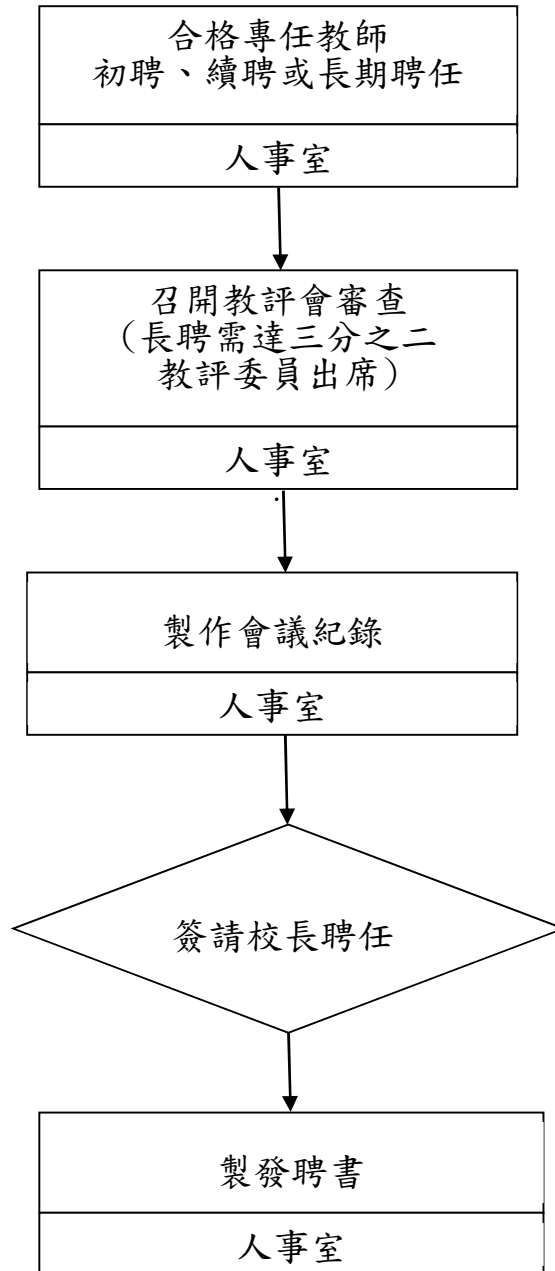 合格專任教師
初聘、續聘或長期聘任
人事室
召開教評會審查
（長聘需達三分之二
教評委員出席）
人事室
.
製作會議紀錄
人事室
簽請校長聘任
製發聘書
人事室